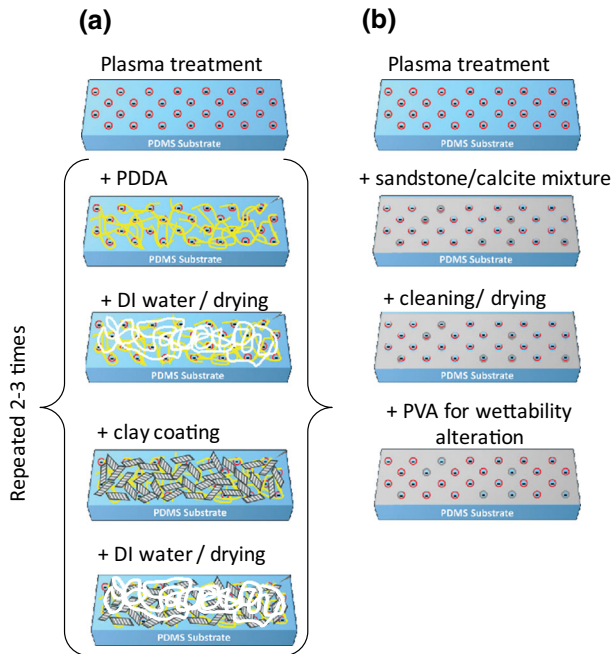 (a)
Plasma treatment
PDMS Substrate
+ PDDA
PDMS Substrate
+ DI water / drying
PDMS Substrate
+ clay coating
PDMS Substrate
+ DI water / drying
PDMS Substrate
Repeated 2-3 times
(b)
Plasma treatment
PDMS Substrate
+ sandstone/calcite mixture
PDMS Substrate
+ cleaning/ drying
PDMS Substrate
+ PVA for wettability
alteration
PDMS Substrate